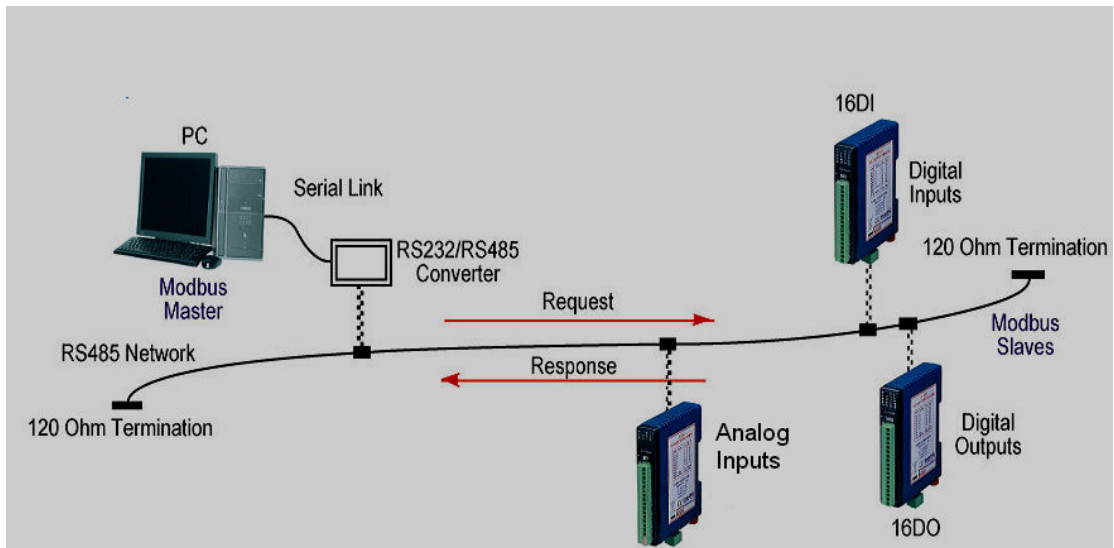 16DI
PC
Digital
Inputs
Serial Link
RS232/RS485
Converter
120 Ohm Termination
Modbus
Master
Request
Modbus
Slaves
RS485 Network
Response
120 Ohm Termination
Analog
Inputs
Digital
Outputs
16DO